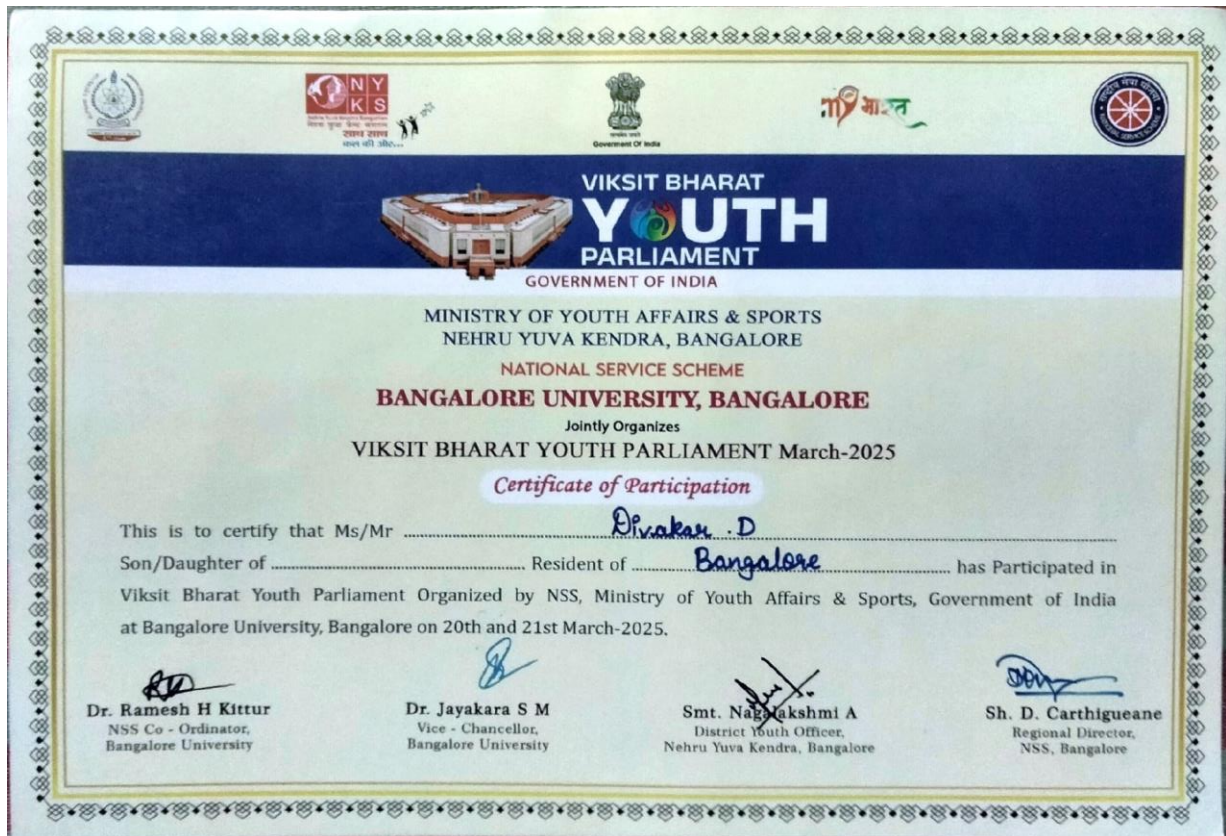 NYKS
साथ साथ
कल की ओर...
Government Of India
VIKSIT BHARAT
YOUTH
PARLIAMENT
GOVERNMENT OF INDIA
MINISTRY OF YOUTH AFFAIRS & SPORTS
NEHRU YUVA KENDRA, BANGALORE
NATIONAL SERVICE SCHEME
BANGALORE UNIVERSITY, BANGALORE
Jointly Organizes
VIKSIT BHARAT YOUTH PARLIAMENT March-2025
Certificate of Participation
This is to certify that Ms/Mr Divakar .D
Son/Daughter of Resident of Bangalore has Participated in
Viksit Bharat Youth Parliament Organized by NSS, Ministry of Youth Affairs & Sports, Government of India
at Bangalore University, Bangalore on 20th and 21st March-2025.
Dr. Ramesh H Kittur Dr. Jayakara S M Smt. Nagalakshmi A Sh. D. Carthigueane
NSS Co - Ordinator, Vice - Chancellor, District Youth Officer, Regional Director,
Bangalore University Bangalore University Nehru Yuva Kendra, Bangalore NSS, Bangalore